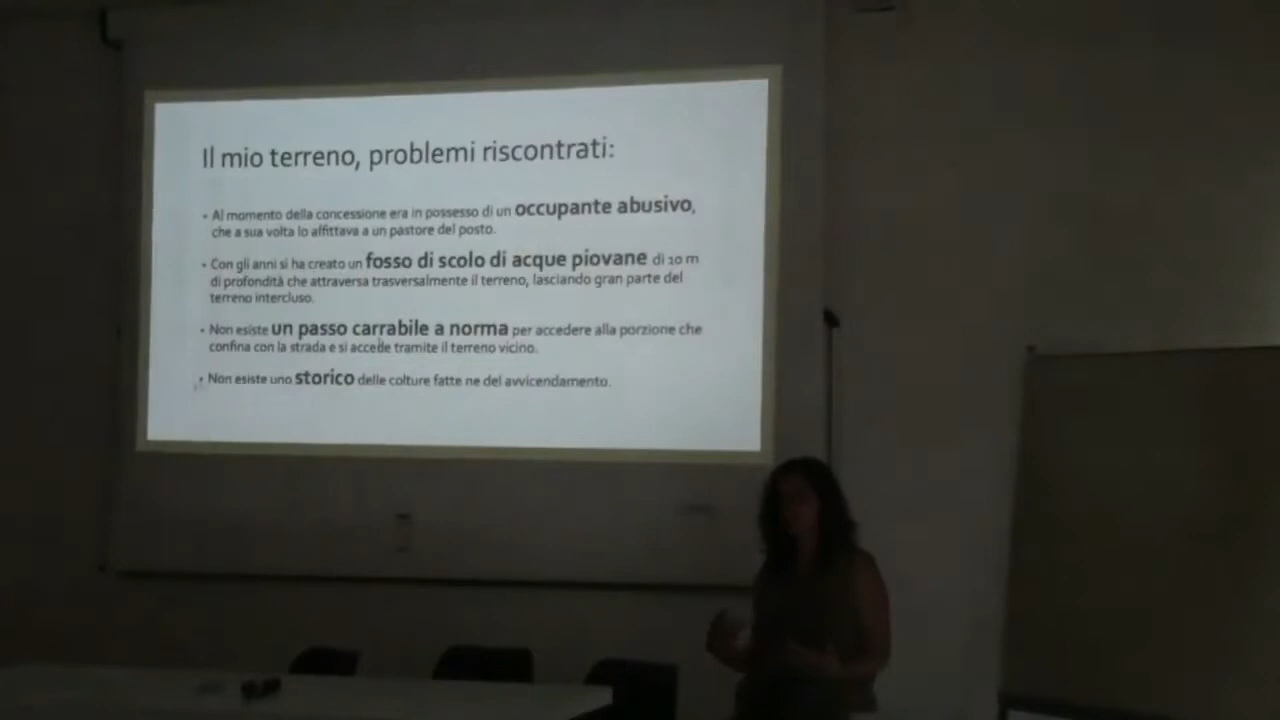 Il mio terreno, problemi riscontrati:
• Al momento della concessione era in possesso di un occupante abusivo,
che a sua volta lo affittava a un pastore del posto.
• Con gli anni si ha creato un fosso di scolo di acque piovane di 10 m
di profondità che attraversa trasversalmente il terreno, lasciando gran parte del
terreno intercluso.
• Non esiste un passo carrabile a norma per accedere alla porzione che
confina con la strada e si accede tramite il terreno vicino.
• Non esiste uno storico delle colture fatte ne del avvicendamento.